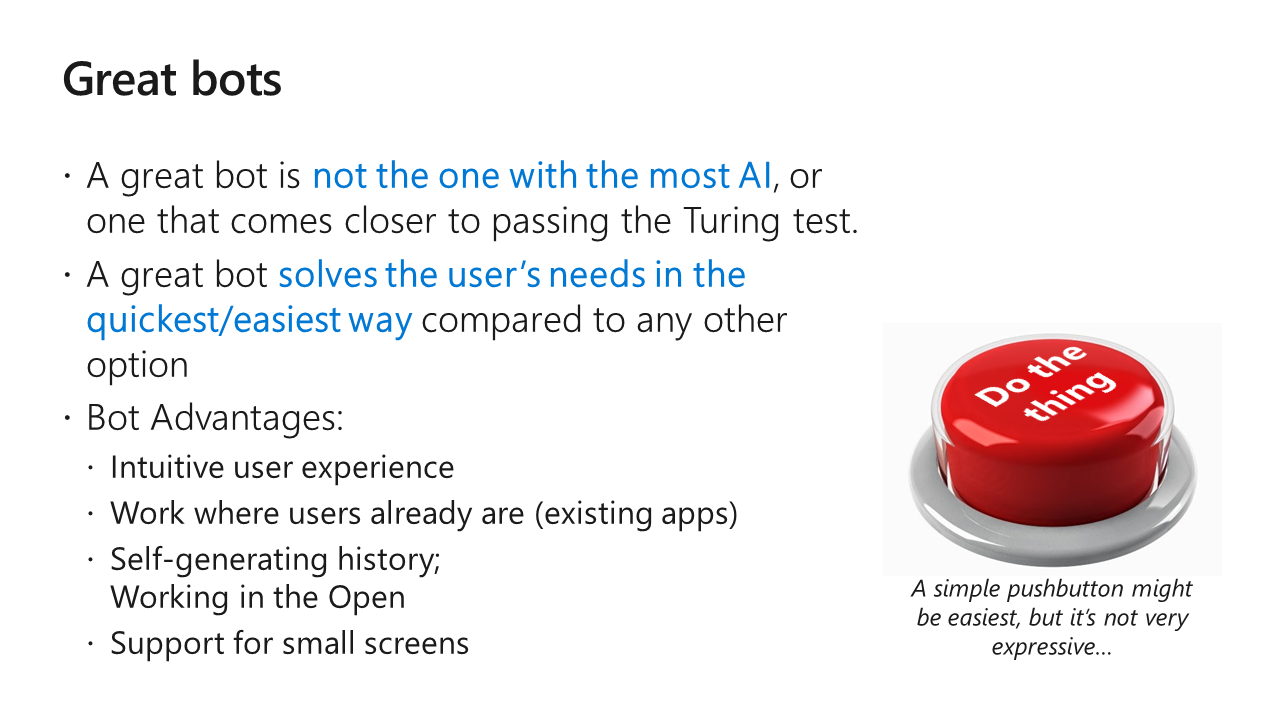 Great bots
· A great bot is not the one with the most AI, or
one that comes closer to passing the Turing test.
· A great bot solves the user’s needs in the
quickest/easiest way compared to any other
option
· Bot Advantages:
· Intuitive user experience
· Work where users already are (existing apps)
· Self-generating history;
Working in the Open
· Support for small screens
Do the
thing
A simple pushbutton might
be easiest, but it’s not very
expressive…